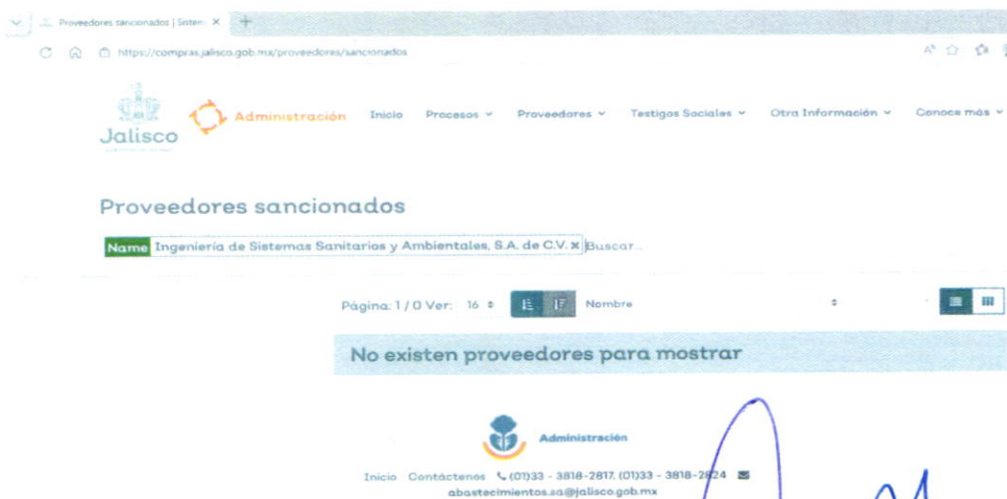 Proveedores sancionados | Sistem
https://compras.jalisco.gob.mx/proveedores/sancionados
Jalisco
Administración Inicio Procesos Proveedores Testigos Sociales Otra Información Conoce más
Proveedores sancionados
Name Ingeniería de Sistemas Sanitarios y Ambientales, S.A. de C.V. x Buscar...
Página: 1 / 0 Ver: 16 Nombre
No existen proveedores para mostrar
Administración
Inicio Contáctenos (01)33 - 3818-2817, (01)33 - 3818-2824
abastecimientos.sa@jalisco.gob.mx